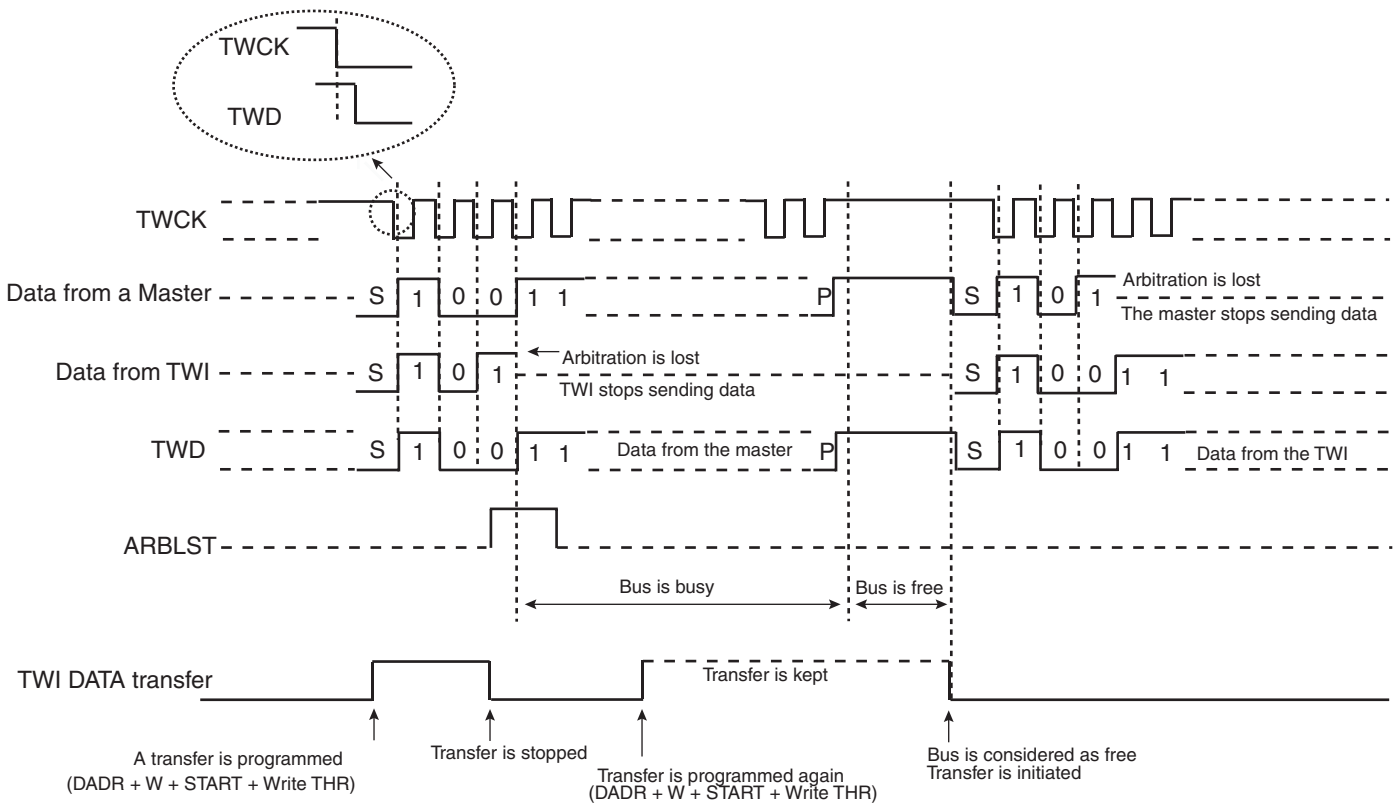 TWCK
TWD
TWCK
Data from a Master S 1 0 0 1 1 P S 1 0 1 Arbitration is lost
The master stops sending data
Data from TWI S 1 0 1 Arbitration is lost S 1 0 0 1 1
TWI stops sending data
TWD S 1 0 0 1 1 Data from the master P S 1 0 0 1 1 Data from the TWI
ARBLST
Bus is busy Bus is free
TWI DATA transfer Transfer is kept
A transfer is programmed
(DADR + W + START + Write THR)
Transfer is stopped
Transfer is programmed again
(DADR + W + START + Write THR)
Bus is considered as free
Transfer is initiated